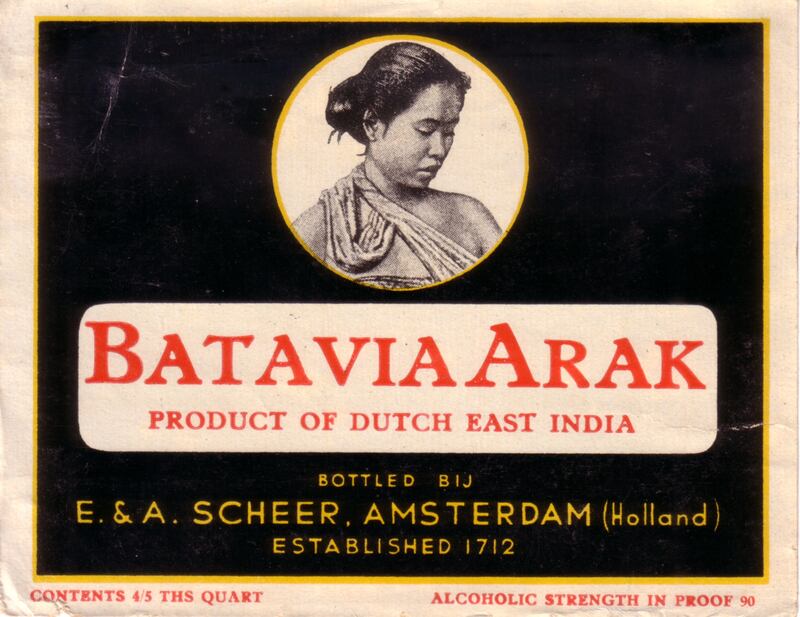 BATAVIA ARAK
PRODUCT OF DUTCH EAST INDIA
BOTTLED BIJ
E. & A. SCHEER, AMSTERDAM (Holland)
ESTABLISHED 1712
CONTENTS 4/5 THS QUART
ALCOHOLIC STRENGTH IN PROOF 90